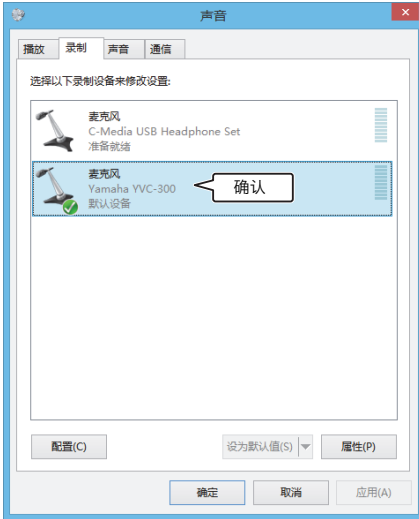 声音
播放 录制 声音 通信
选择以下录制设备来修改设置:
麦克风
C-Media USB Headphone Set
准备就绪
麦克风
Yamaha YVC-300
默认设备
确认
配置(C) 设为默认值(S) 属性(P)
确定 取消 应用(A)